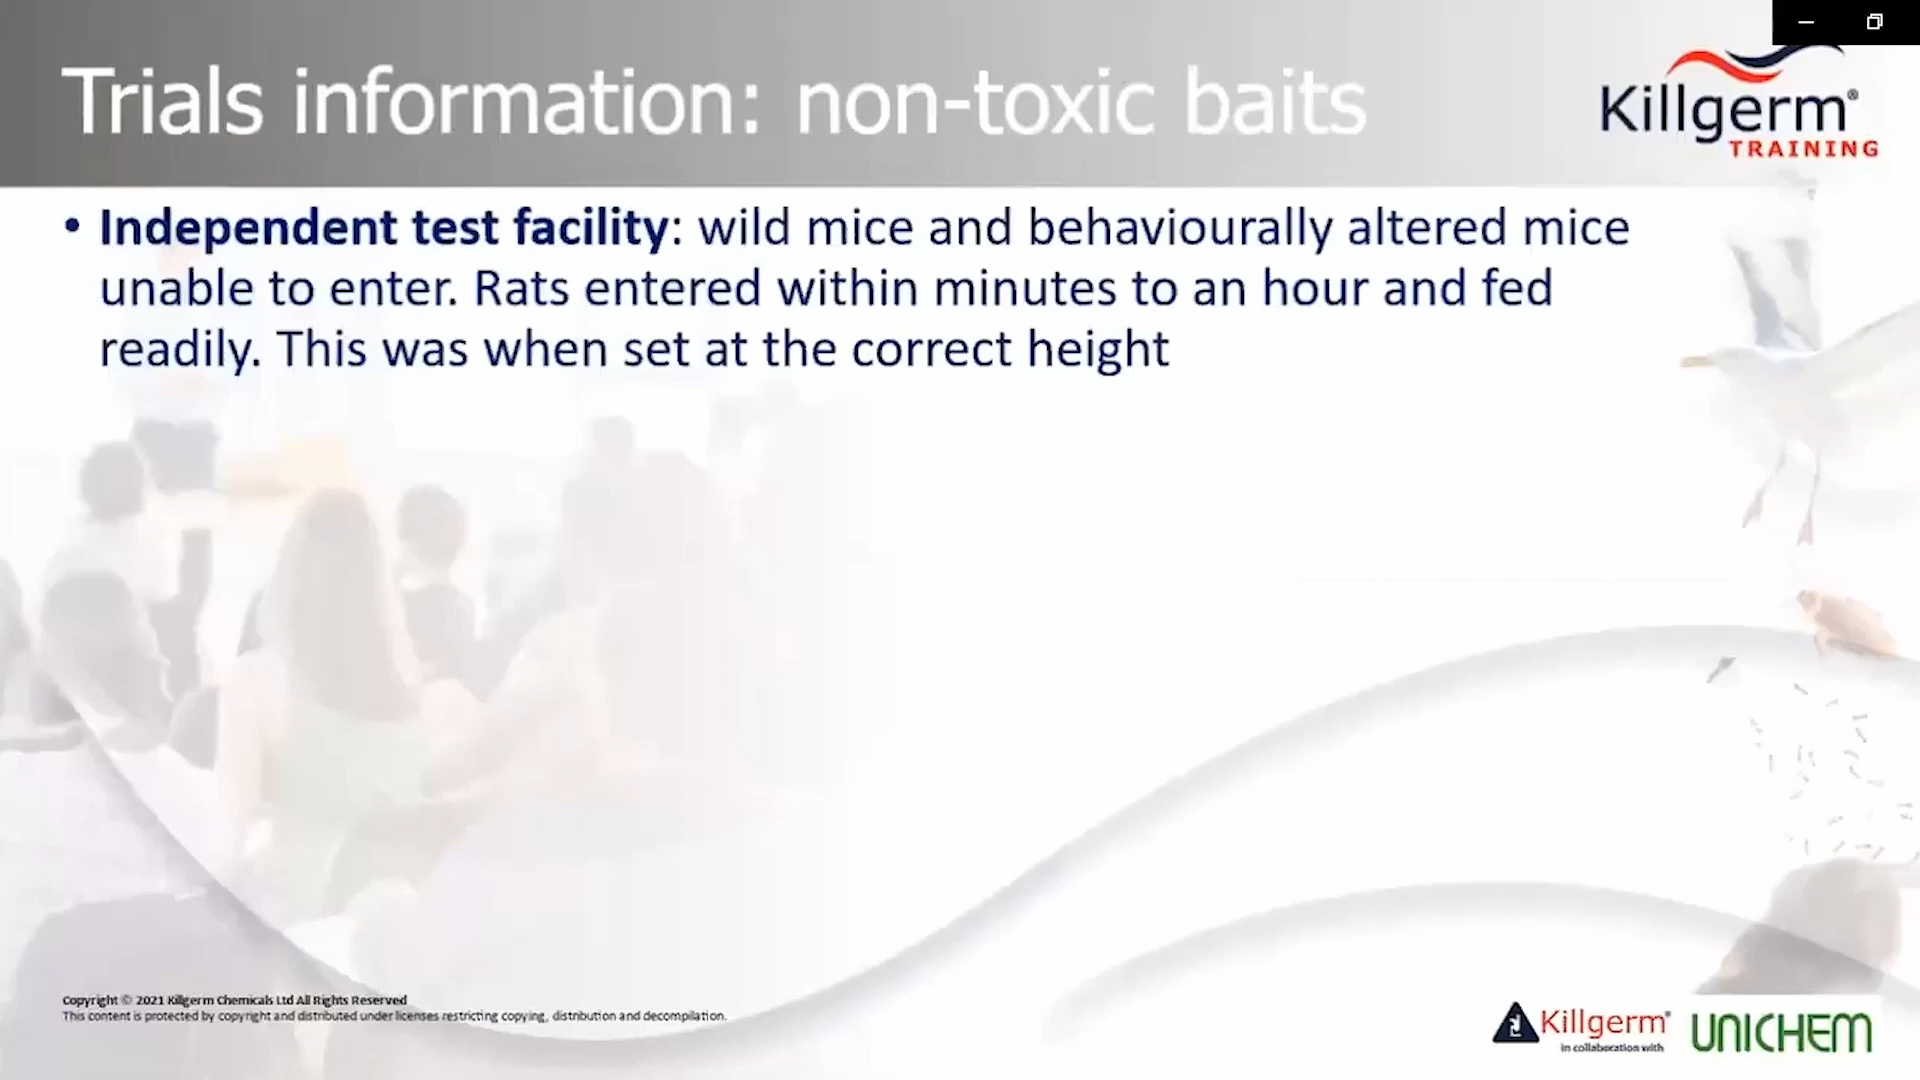 Trials information: non-toxic baits
Killgerm®
TRAINING
• Independent test facility: wild mice and behaviourally altered mice
unable to enter. Rats entered within minutes to an hour and fed
readily. This was when set at the correct height
Copyright © 2021 Killgerm Chemicals Ltd All Rights Reserved
This content is protected by copyright and distributed under licenses restricting copying, distribution and decompilation.
Killgerm®
in collaboration with
UNICHEM